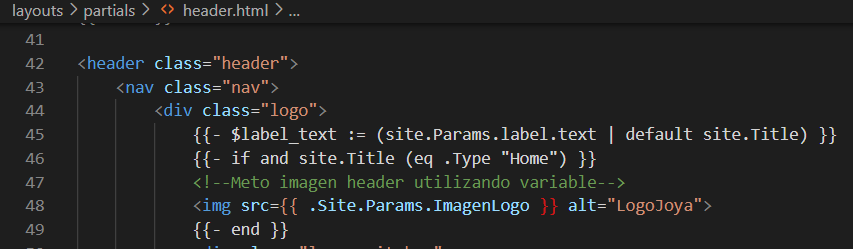 layouts > partials > <> header.html > ...
41
42 <header class="header">
43 <nav class="nav">
44 <div class="logo">
45 {{- $label_text := (site.Params.label.text | default site.Title) }}
46 {{- if and site.Title (eq .Type "Home") }}
47 <!--Meto imagen header utilizando variable-->
48 <img src={{ .Site.Params.ImagenLogo }} alt="LogoJoya">
49 {{- end }}